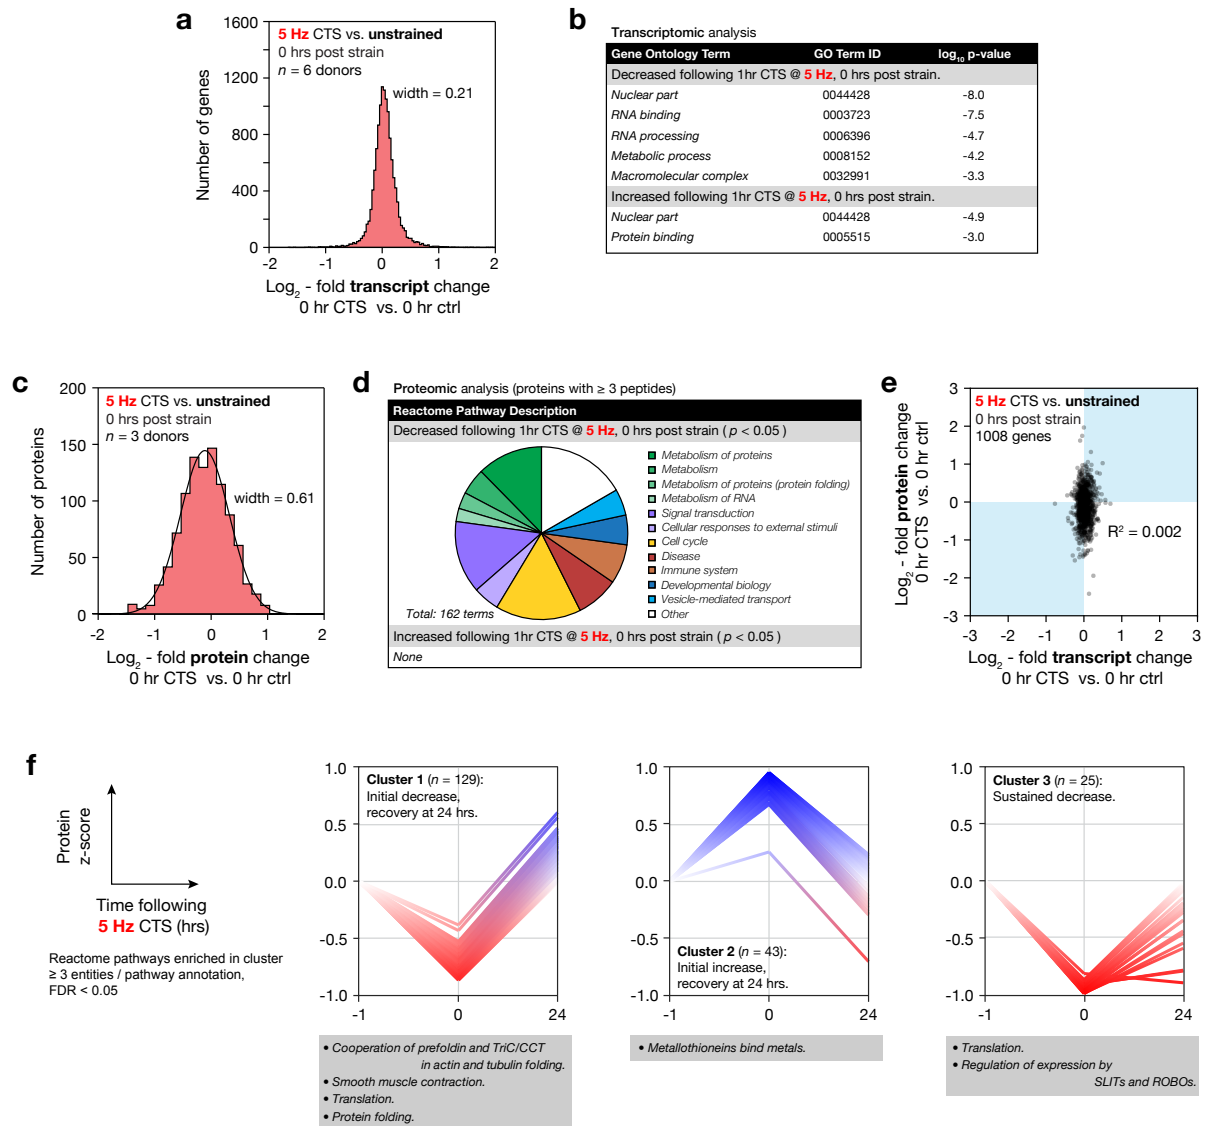 a
1600
1200
800
400
0
-2
-1
0
1
2
Number of genes
5 Hz CTS vs. unstrained
0 hrs post strain
n = 6 donors
width = 0.21
Log2 - fold transcript change
0 hr CTS vs. 0 hr ctrl
b
Transcriptomic analysis
Gene Ontology Term GO Term ID log10 p-value
Decreased following 1hr CTS @ 5 Hz, 0 hrs post strain.
Nuclear part 0044428 -8.0
RNA binding 0003723 -7.5
RNA processing 0006396 -4.7
Metabolic process 0008152 -4.2
Macromolecular complex 0032991 -3.3
Increased following 1hr CTS @ 5 Hz, 0 hrs post strain.
Nuclear part 0044428 -4.9
Protein binding 0005515 -3.0
c
200
150
100
50
0
-2
-1
0
1
2
Number of proteins
5 Hz CTS vs. unstrained
0 hrs post strain
n = 3 donors
width = 0.61
Log2 - fold protein change
0 hr CTS vs. 0 hr ctrl
d
Proteomic analysis (proteins with ≥ 3 peptides)
Reactome Pathway Description
Decreased following 1hr CTS @ 5 Hz, 0 hrs post strain ( p < 0.05 )
Metabolism of proteins
Metabolism
Metabolism of proteins (protein folding)
Metabolism of RNA
Signal transduction
Cellular responses to external stimuli
Cell cycle
Disease
Immune system
Developmental biology
Vesicle-mediated transport
Other
Total: 162 terms
Increased following 1hr CTS @ 5 Hz, 0 hrs post strain ( p < 0.05 )
None
e
3
2
1
0
-1
-2
-3
-3
-2
-1
0
1
2
3
Log2 - fold protein change
0 hr CTS vs. 0 hr ctrl
5 Hz CTS vs. unstrained
0 hrs post strain
1008 genes
R2 = 0.002
Log2 - fold transcript change
0 hr CTS vs. 0 hr ctrl
f
Protein
z-score
Time following
5 Hz CTS (hrs)
Reactome pathways enriched in cluster
≥ 3 entities / pathway annotation,
FDR < 0.05
1.0
0.5
0.0
-0.5
-1.0
-1
0
24
Cluster 1 (n = 129):
Initial decrease,
recovery at 24 hrs.
• Cooperation of prefoldin and TriC/CCT
in actin and tubulin folding.
• Smooth muscle contraction.
• Translation.
• Protein folding.
1.0
0.5
0.0
-0.5
-1.0
-1
0
24
Cluster 2 (n = 43):
Initial increase,
recovery at 24 hrs.
• Metallothioneins bind metals.
1.0
0.5
0.0
-0.5
-1.0
-1
0
24
Cluster 3 (n = 25):
Sustained decrease.
• Translation.
• Regulation of expression by
SLITs and ROBOs.